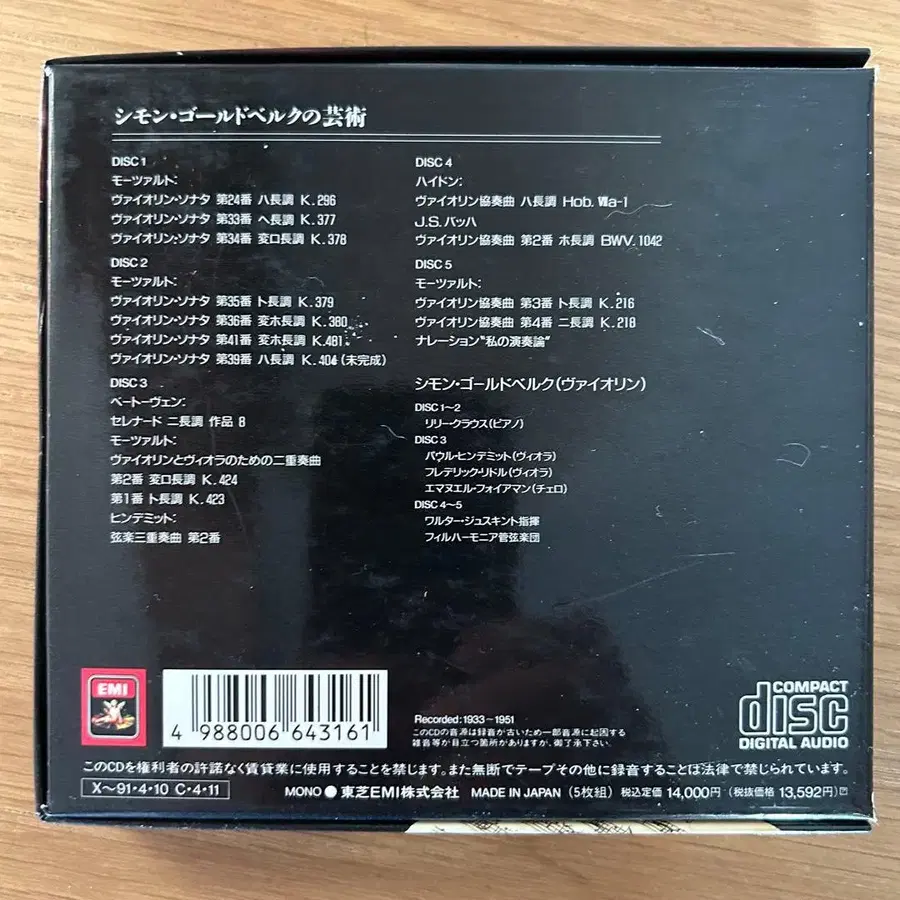 シモン・ゴールドベルクの芸術
DISC 1
モーツァルト:
ヴァイオリン・ソナタ 第24番 ハ長調 K.296
ヴァイオリン・ソナタ 第33番 ヘ長調 K.377
ヴァイオリン・ソナタ 第34番 変ロ長調 K.378
DISC 2
モーツァルト:
ヴァイオリン・ソナタ 第35番 ト長調 K.379
ヴァイオリン・ソナタ 第36番 変ホ長調 K.380
ヴァイオリン・ソナタ 第41番 変ホ長調 K.481
ヴァイオリン・ソナタ 第39番 ハ長調 K.404(未完成)
DISC 3
ベートーヴェン:
セレナード ニ長調 作品 8
モーツァルト:
ヴァイオリンとヴィオラのための二重奏曲
第2番 変ロ長調 K.424
第1番 ト長調 K.423
ヒンデミット:
弦楽三重奏曲 第2番
DISC 4
ハイドン:
ヴァイオリン協奏曲 ハ長調 Hob. Ⅶa-1
J.S.バッハ
ヴァイオリン協奏曲 第2番 ホ長調 BWV.1042
DISC 5
モーツァルト:
ヴァイオリン協奏曲 第3番 ト長調 K.216
ヴァイオリン協奏曲 第4番 ニ長調 K.218
ナレーション“私の演奏論”
シモン・ゴールドベルク(ヴァイオリン)
DISC 1〜2
リリー・クラウス(ピアノ)
DISC 3
パウル・ヒンデミット(ヴィオラ)
フレデリック・リドル(ヴィオラ)
エマヌエル・フォイアマン(チェロ)
DISC 4〜5
ワルター・ジュスキント指揮
フィルハーモニア管弦楽団
EMI
4 988006 643161
Recorded:1933〜1951
このCDの音源は録音が古いため一部音源に起因する
雑音等が目立つ箇所がありますが、御了承下さい。
COMPACT
disc
DIGITAL AUDIO
このCDを権利者の許諾なく賃貸業に使用することを禁じます。また無断でテープその他に録音することは法律で禁じられています。
X〜91・4・10 C・4・11
MONO ● 東芝EMI株式会社 MADE IN JAPAN (5枚組) 税込定価 14,000円 (税抜価格 13,592円)